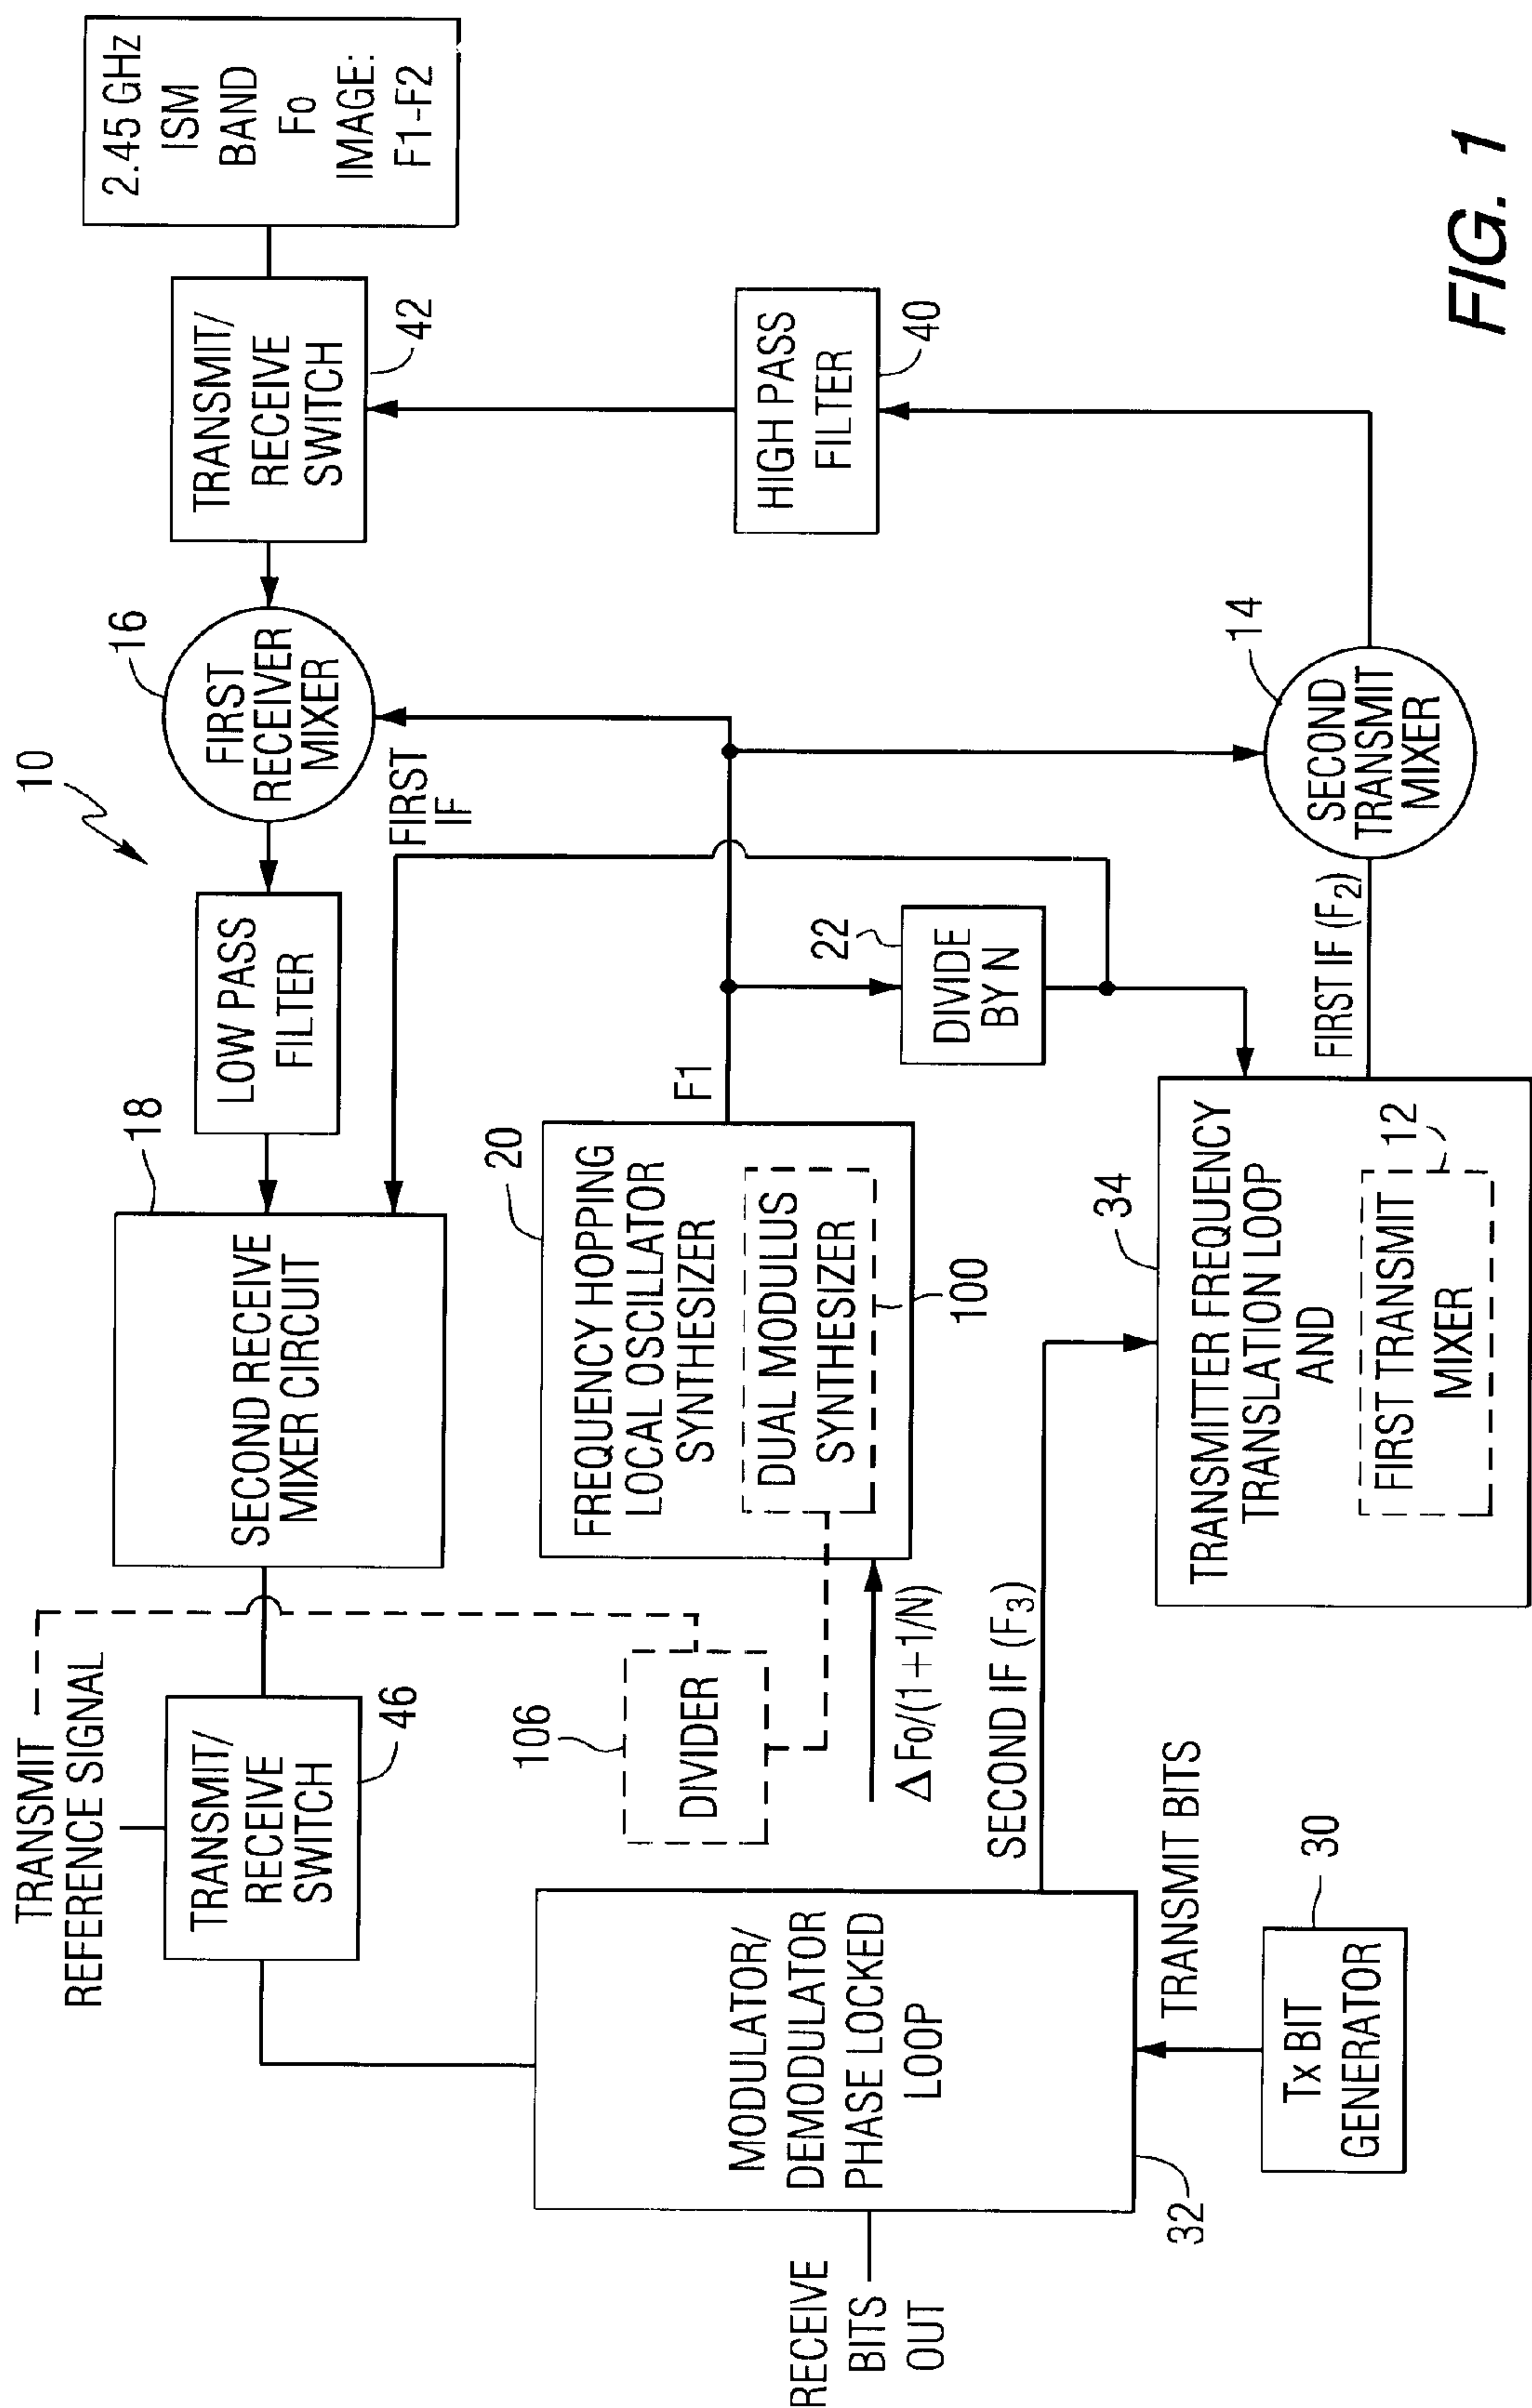 TRANSMIT
REFERENCE SIGNAL
TRANSMIT/
RECEIVE
SWITCH
46
18
SECOND RECEIVE
MIXER CIRCUIT
LOW PASS
FILTER
10
16
FIRST
RECEIVER
MIXER
TRANSMIT/
RECEIVE
SWITCH
42
2.45 GHz
ISM
BAND
Fo
IMAGE:
F1-F2
FIRST
IF
106
DIVIDER
20
FREQUENCY HOPPING
LOCAL OSCILLATOR
SYNTHESIZER
DUAL MODULUS
SYNTHESIZER
100
F1
22
DIVIDE
BY N
HIGH PASS
FILTER
40
Δ Fo/(1+1/N)
RECEIVE
BITS
OUT
MODULATOR/
DEMODULATOR
PHASE LOCKED
LOOP
32
SECOND IF (F3)
34
TRANSMITTER FREQUENCY
TRANSLATION LOOP
AND
FIRST TRANSMIT
MIXER
12
FIRST IF (F2)
14
SECOND
TRANSMIT
MIXER
TRANSMIT BITS
Tx BIT
GENERATOR
30
FIG. 1